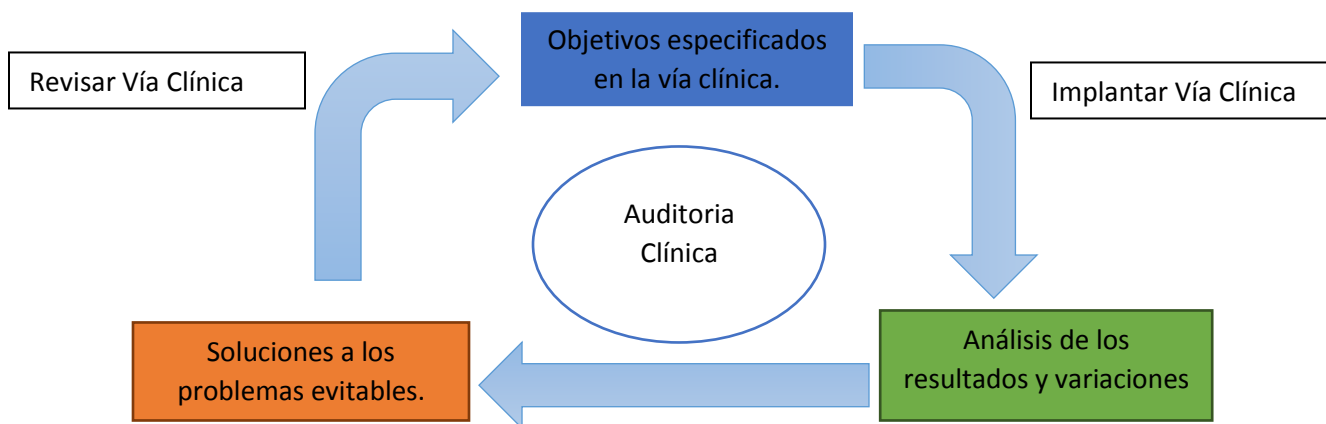 Objetivos especificados
en la vía clínica.
Revisar Vía Clínica
Implantar Vía Clínica
Auditoria
Clínica
Soluciones a los
problemas evitables.
Análisis de los
resultados y variaciones